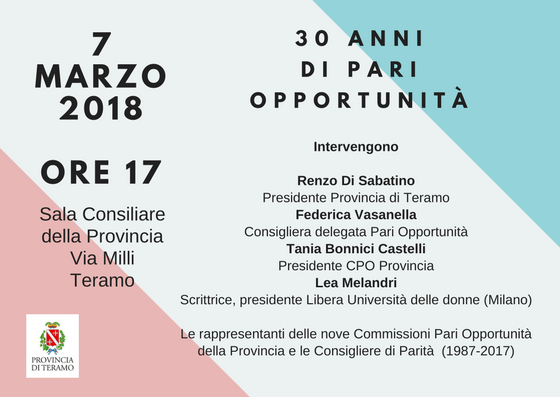 7
MARZO
2018
ORE 17
Sala Consiliare
della Provincia
Via Milli
Teramo
PROVINCIA
DI TERAMO
30 ANNI
DI PARI
OPPORTUNITÀ
Intervengono
Renzo Di Sabatino
Presidente Provincia di Teramo
Federica Vasanella
Consigliera delegata Pari Opportunità
Tania Bonnici Castelli
Presidente CPO Provincia
Lea Melandri
Scrittrice, presidente Libera Università delle donne (Milano)
Le rappresentanti delle nove Commissioni Pari Opportunità
della Provincia e le Consigliere di Parità (1987-2017)